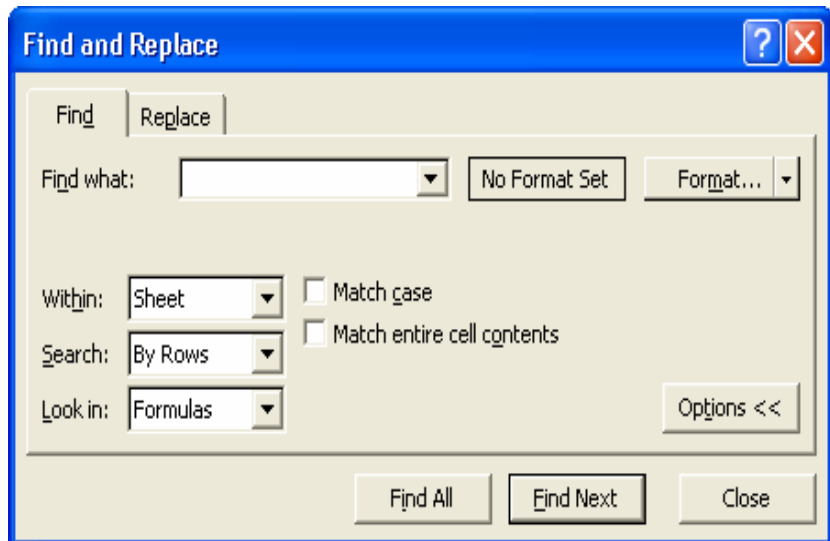 Find and Replace
Find Replace
Find what: No Format Set Format...
Within: Sheet Match case
Match entire cell contents
Search: By Rows
Look in: Formulas
Options <<
Find All Find Next Close